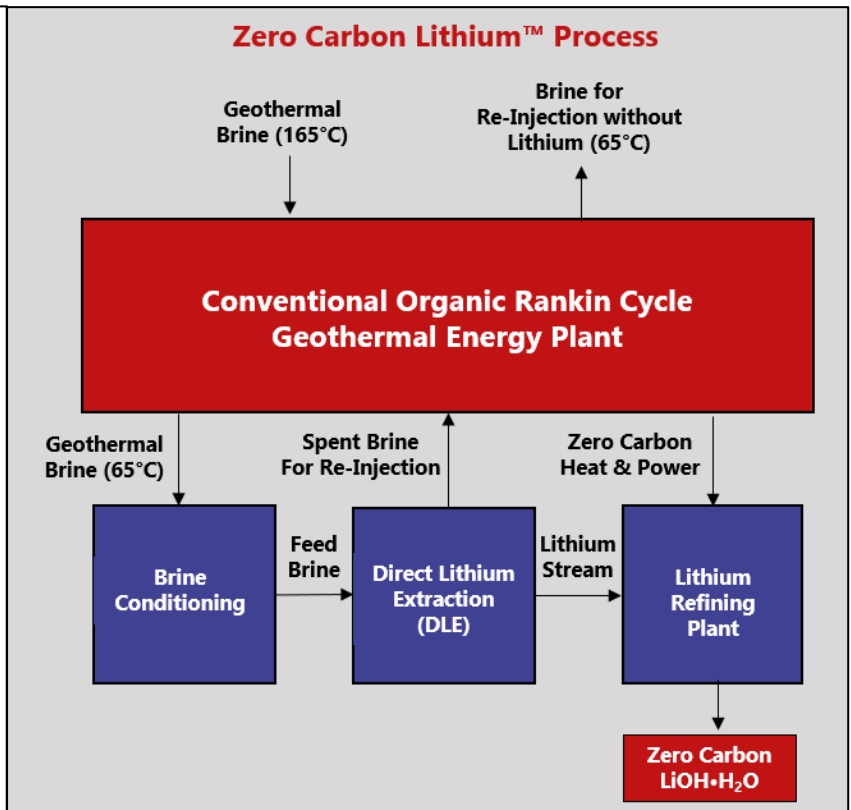 Zero Carbon Lithium™ Process
Geothermal
Brine (165°C)
Brine for
Re-Injection without
Lithium (65°C)
Conventional Organic Rankin Cycle
Geothermal Energy Plant
Geothermal
Brine (65°C)
Spent Brine
For Re-Injection
Zero Carbon
Heat & Power
Brine
Conditioning
Feed
Brine
Direct Lithium
Extraction
(DLE)
Lithium
Stream
Lithium
Refining
Plant
Zero Carbon
LiOH•H₂O